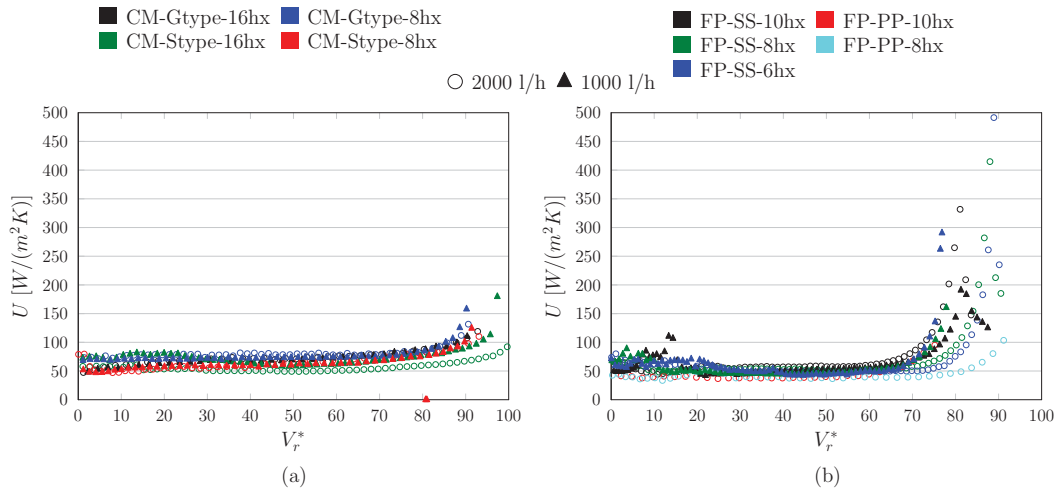 CM-Gtype-16hx CM-Gtype-8hx
CM-Stype-16hx CM-Stype-8hx
FP-SS-10hx FP-PP-10hx
FP-SS-8hx FP-PP-8hx
FP-SS-6hx
2000 l/h 1000 l/h
500
450
400
350
300
250
200
150
100
50
0
U [W/(m²K)]
0 10 20 30 40 50 60 70 80 90 100
V_r^*
(a)
500
450
400
350
300
250
200
150
100
50
0
U [W/(m²K)]
0 10 20 30 40 50 60 70 80 90 100
V_r^*
(b)